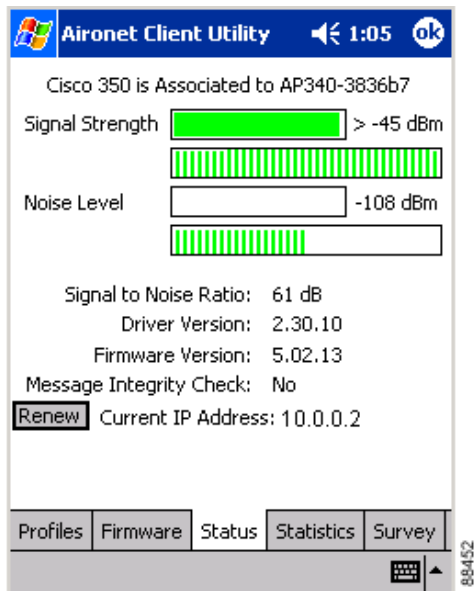 Aironet Client Utility 1:05 ok
Cisco 350 is Associated to AP340-3836b7
Signal Strength > -45 dBm
Noise Level -108 dBm
Signal to Noise Ratio: 61 dB
Driver Version: 2.30.10
Firmware Version: 5.02.13
Message Integrity Check: No
Renew Current IP Address: 10.0.0.2
Profiles Firmware Status Statistics Survey
88452